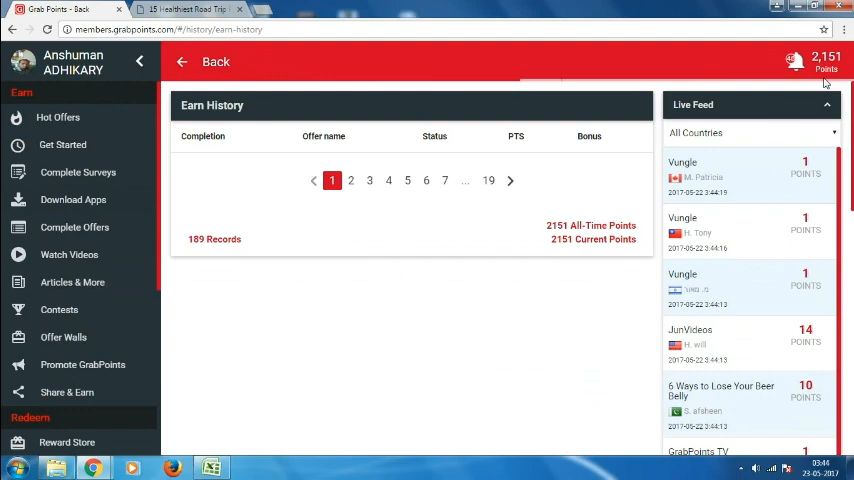 Grab Points - Back
15 Healthiest Road Trip
members.grabpoints.com/#/history/earn-history
Anshuman
ADHIKARY
Back
2,151
Points
Earn
Hot Offers
Get Started
Complete Surveys
Download Apps
Complete Offers
Watch Videos
Articles & More
Contests
Offer Walls
Promote GrabPoints
Share & Earn
Redeem
Reward Store
Earn History
Completion Offer name Status PTS Bonus
1 2 3 4 5 6 7 ... 19
2151 All-Time Points
189 Records 2151 Current Points
Live Feed
All Countries
Vungle 1
M. Patricia POINTS
2017-05-22 3:44:19
Vungle 1
H. Tony POINTS
2017-05-22 3:44:16
Vungle 1
POINTS
2017-05-22 3:44:13
JunVideos 14
H. will POINTS
2017-05-22 3:44:13
6 Ways to Lose Your Beer 10
Belly POINTS
S. afsheen
2017-05-22 3:44:13
GrabPoints TV 1
03:44
23-05-2017